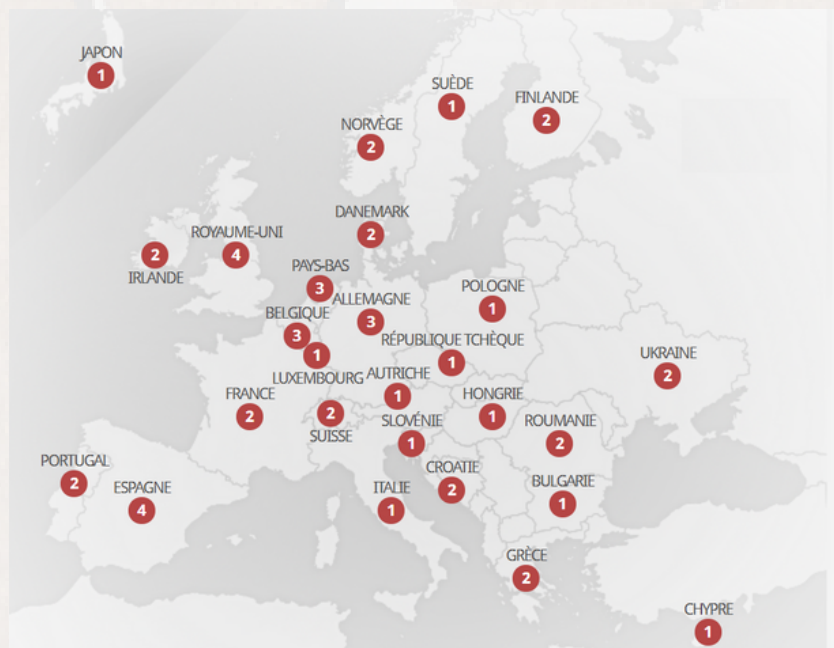 JAPON
1
SUÈDE
1
FINLANDE
2
NORVÈGE
2
DANEMARK
2
ROYAUME-UNI
4
2
IRLANDE
PAYS-BAS
3
ALLEMAGNE
3
POLOGNE
1
BELGIQUE
3
1
LUXEMBOURG
RÉPUBLIQUE TCHÈQUE
1
UKRAINE
2
AUTRICHE
1
FRANCE
2
2
SUISSE
HONGRIE
1
SLOVÉNIE
1
ROUMANIE
2
PORTUGAL
2
ESPAGNE
4
ITALIE
1
CROATIE
2
BULGARIE
1
GRÈCE
2
CHYPRE
1